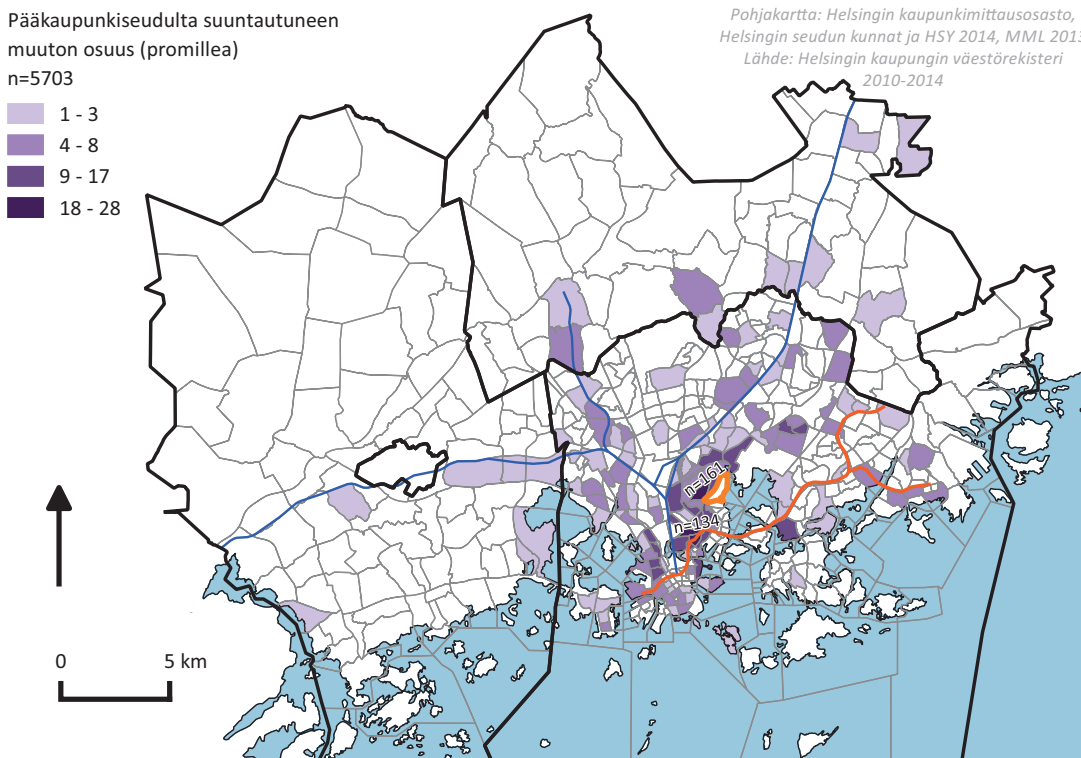 Pääkaupunkiseudulta suuntautuneen
muuton osuus (promillea)
n=5703
1 - 3
4 - 8
9 - 17
18 - 28
Pohjakartta: Helsingin kaupunkimittausosasto,
Helsingin seudun kunnat ja HSY 2014, MML 2013
Lähde: Helsingin kaupungin väestörekisteri
2010-2014
n=161
n=134
0 5 km